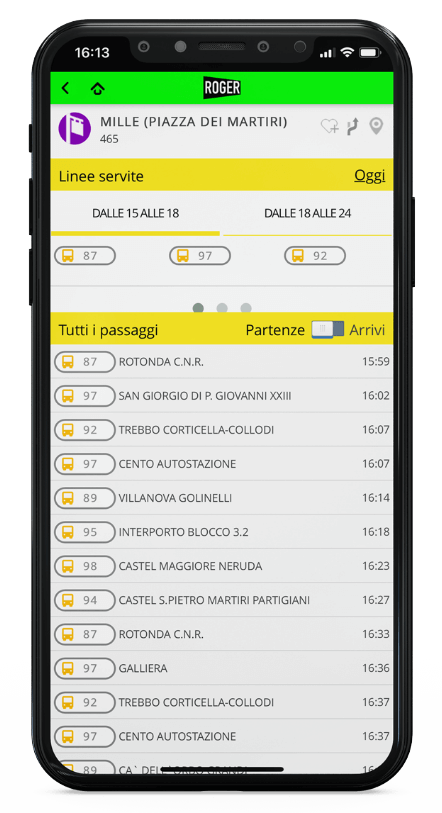 16:13
ROGER
MILLE (PIAZZA DEI MARTIRI)
465
Linee servite Oggi
DALLE 15 ALLE 18 DALLE 18 ALLE 24
87 97 92
Tutti i passaggi Partenze Arrivi
87 ROTONDA C.N.R. 15:59
97 SAN GIORGIO DI P. GIOVANNI XXIII 16:02
92 TREBBO CORTICELLA-COLLODI 16:07
97 CENTO AUTOSTAZIONE 16:07
89 VILLANOVA GOLINELLI 16:14
95 INTERPORTO BLOCCO 3.2 16:18
98 CASTEL MAGGIORE NERUDA 16:23
94 CASTEL S.PIETRO MARTIRI PARTIGIANI 16:27
87 ROTONDA C.N.R. 16:33
97 GALLIERA 16:36
92 TREBBO CORTICELLA-COLLODI 16:37
97 CENTO AUTOSTAZIONE 16:37
89 CA`